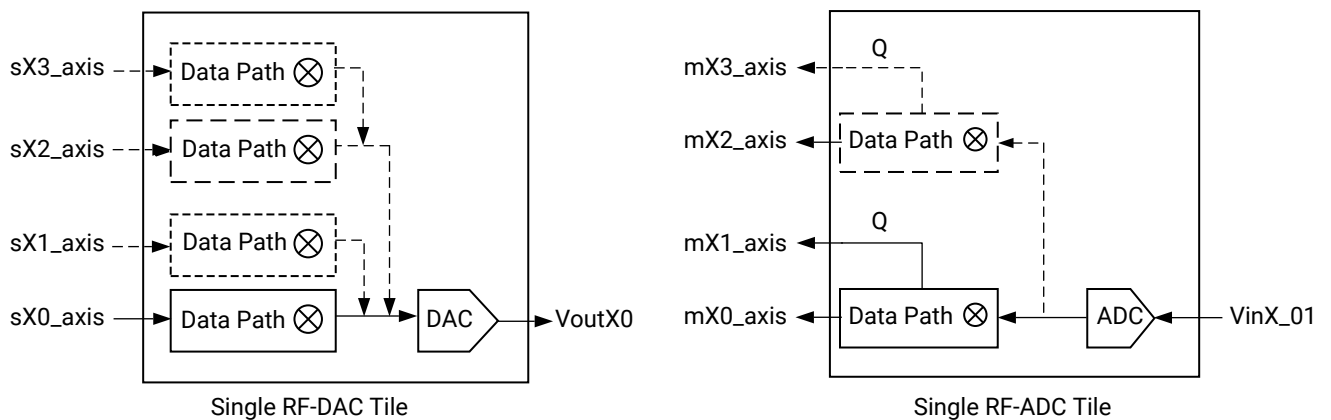 sX3_axis
Data Path
sX2_axis
Data Path
sX1_axis
Data Path
sX0_axis
Data Path
DAC
VoutX0
Single RF-DAC Tile
Q
mX3_axis
mX2_axis
Data Path
Q
mX1_axis
mX0_axis
Data Path
ADC
VinX_01
Single RF-ADC Tile